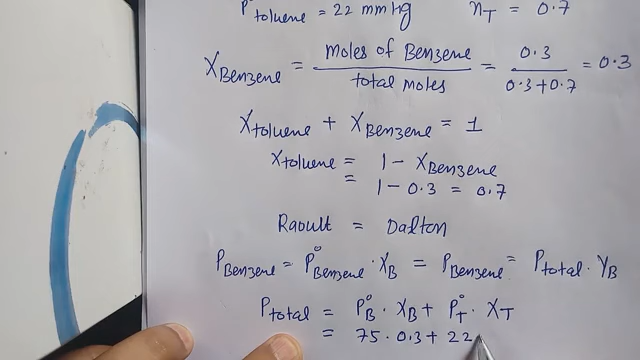 P°toluene = 22 mmHg nT = 0.7
XBenzene = moles of Benzene / total moles = 0.3 / 0.3+0.7 = 0.3
Xtoluene + XBenzene = 1
Xtoluene = 1 - XBenzene
= 1 - 0.3 = 0.7
Raoult = Dalton
PBenzene = P°Benzene · XB = PBenzene = Ptotal · YB
Ptotal = P°B · XB + P°T · XT
= 75 · 0.3 + 22